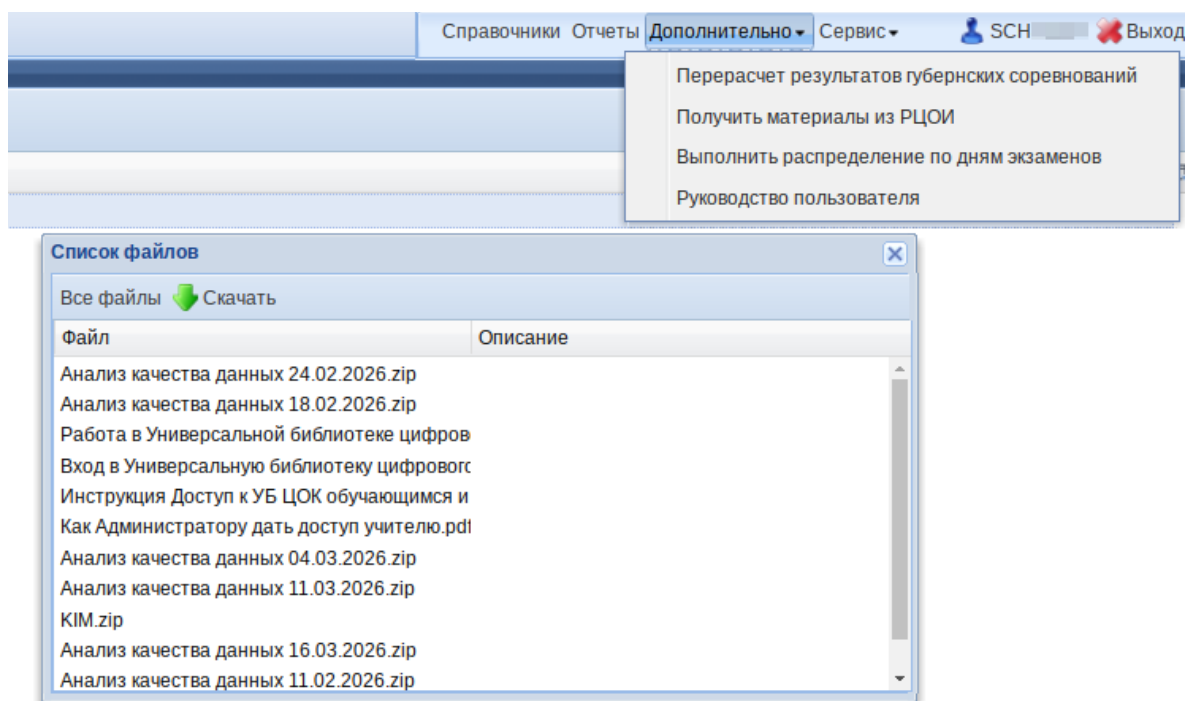 Справочники Отчеты Дополнительно Сервис SCH Выход
Перерасчет результатов губернских соревнований
Получить материалы из РЦОИ
Выполнить распределение по дням экзаменов
Руководство пользователя
Список файлов
Все файлы Скачать
Файл Описание
Анализ качества данных 24.02.2026.zip
Анализ качества данных 18.02.2026.zip
Работа в Универсальной библиотеке цифров
Вход в Универсальную библиотеку цифровог
Инструкция Доступ к УБ ЦОК обучающимся и
Как Администратору дать доступ учителю.pdf
Анализ качества данных 04.03.2026.zip
Анализ качества данных 11.03.2026.zip
KIM.zip
Анализ качества данных 16.03.2026.zip
Анализ качества данных 11.02.2026.zip